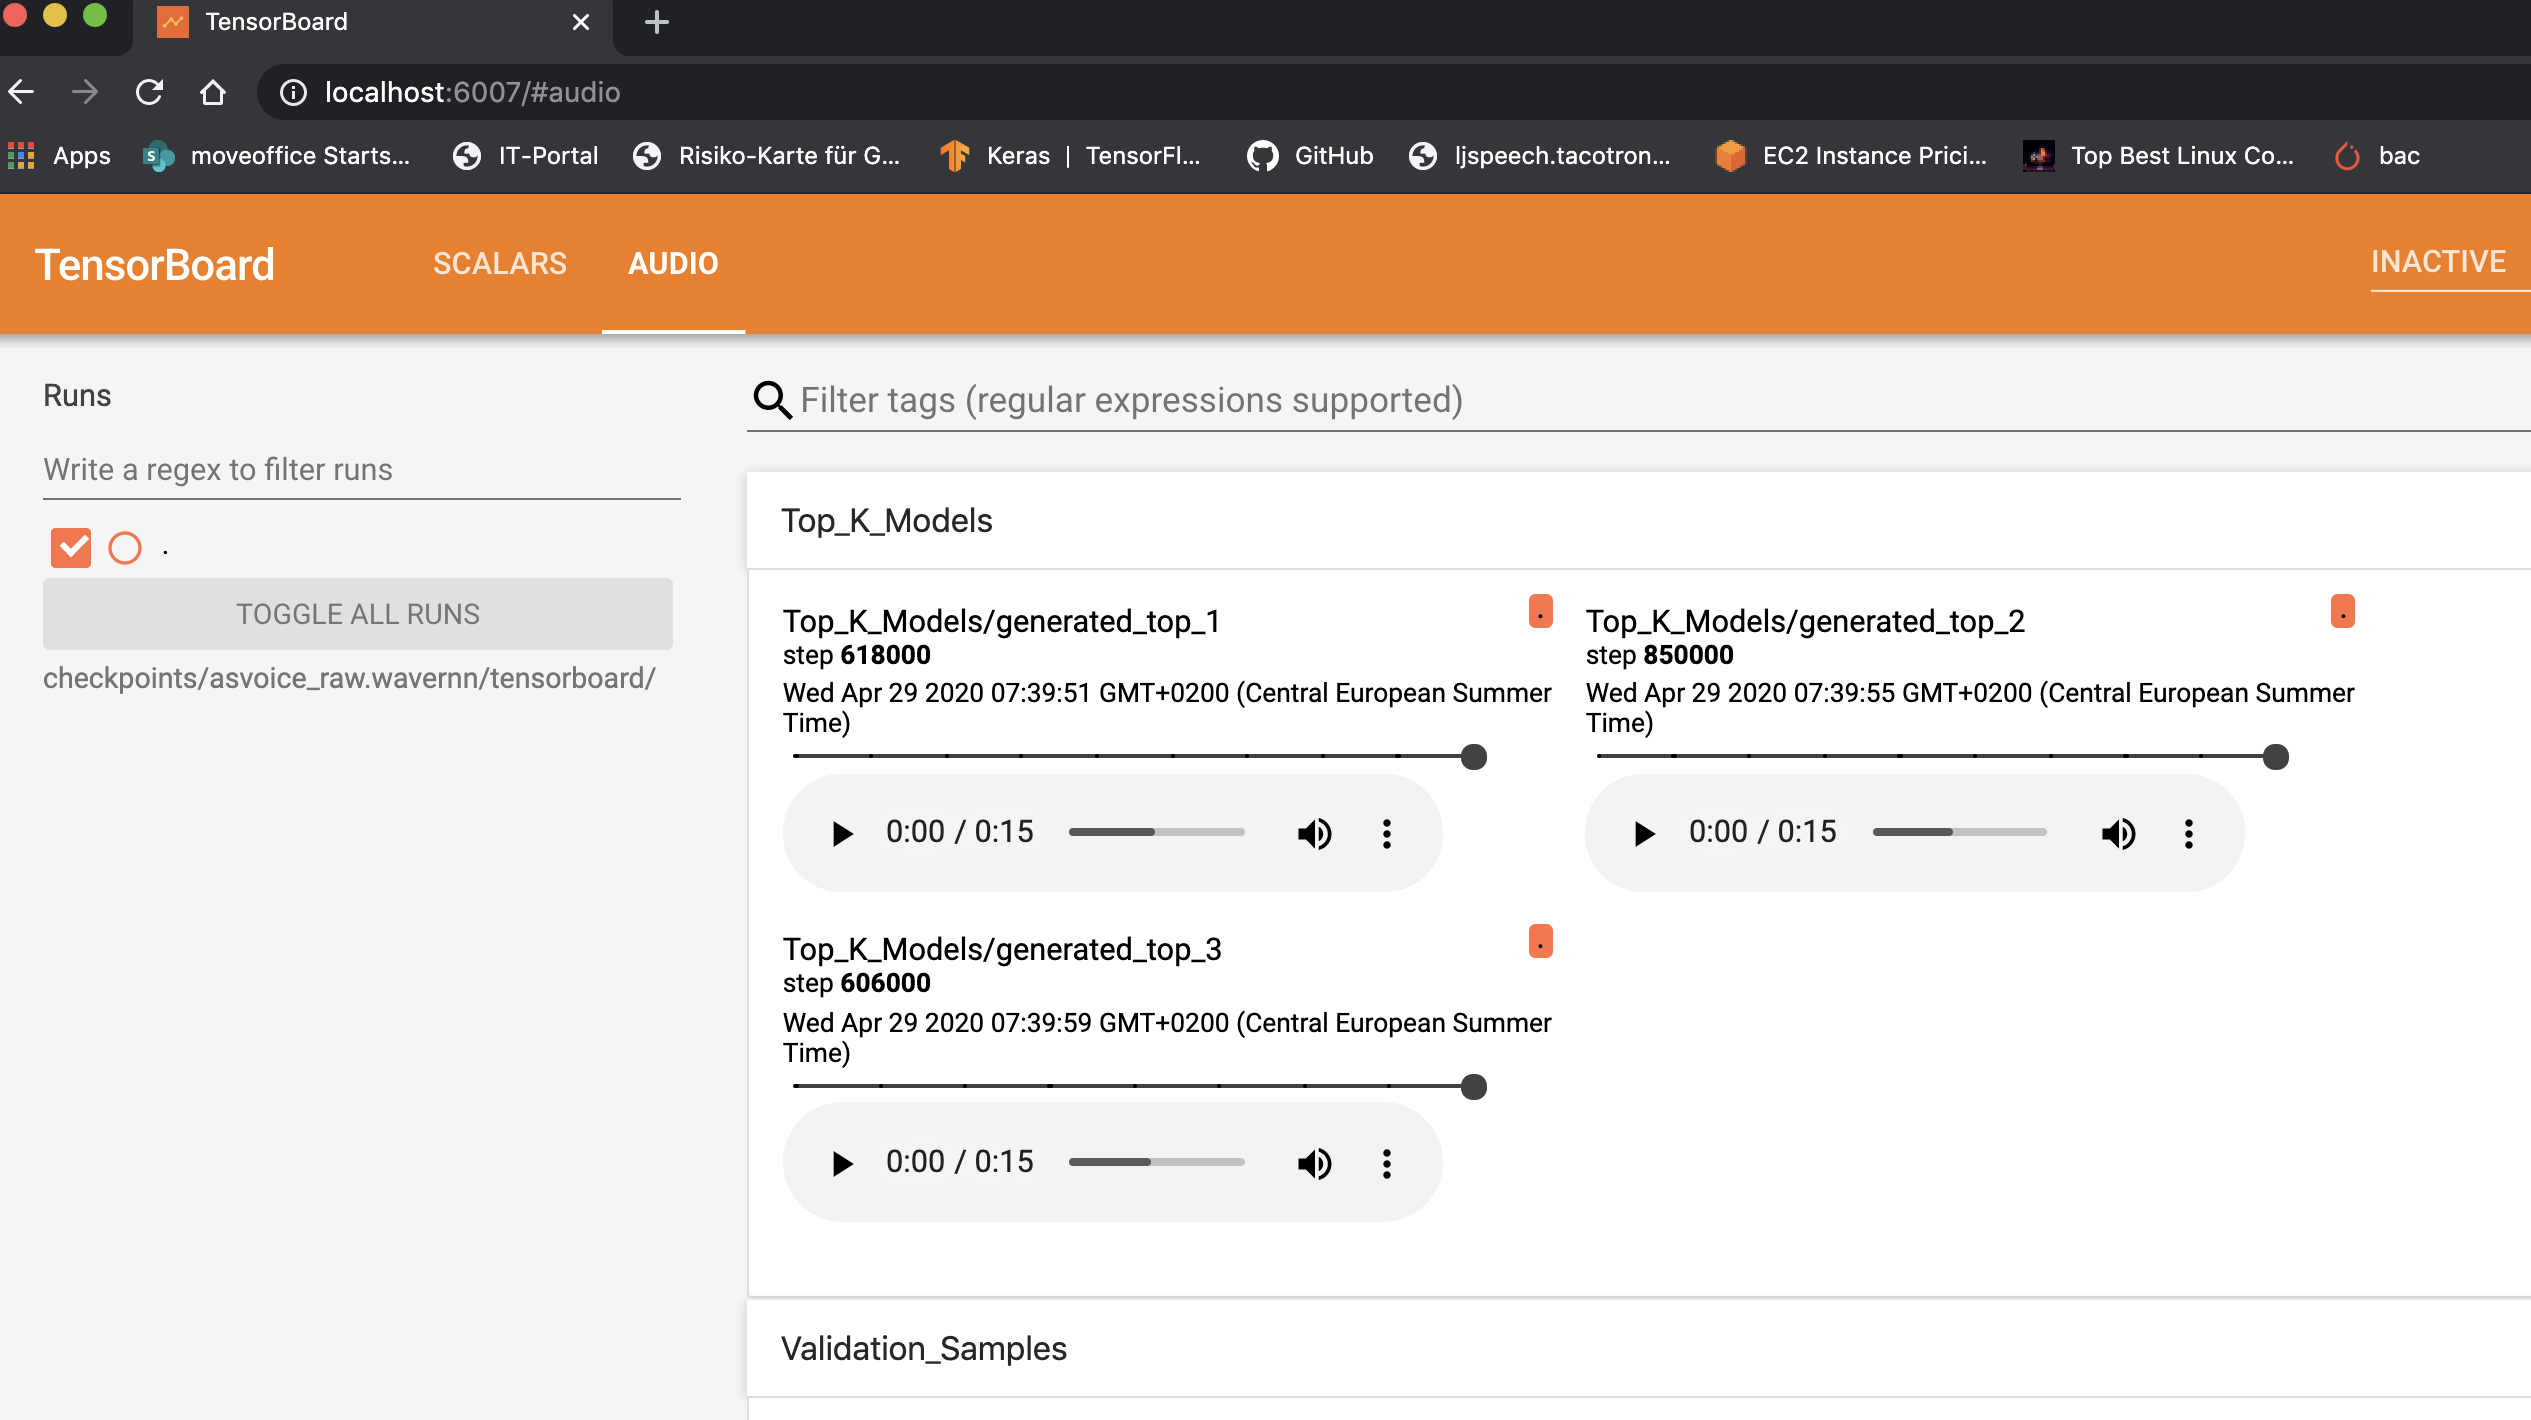 TensorBoard
localhost:6007/#audio
Apps
moveoffice Starts...
IT-Portal
Risiko-Karte für G...
Keras | TensorFl...
GitHub
ljspeech.tacotron...
EC2 Instance Prici...
Top Best Linux Co...
bac
TensorBoard
SCALARS
AUDIO
INACTIVE
Runs
Write a regex to filter runs
.
TOGGLE ALL RUNS
checkpoints/asvoice_raw.wavernn/tensorboard/
Filter tags (regular expressions supported)
Top_K_Models
Top_K_Models/generated_top_1
.
step 618000
Wed Apr 29 2020 07:39:51 GMT+0200 (Central European Summer
Time)
0:00 / 0:15
Top_K_Models/generated_top_2
.
step 850000
Wed Apr 29 2020 07:39:55 GMT+0200 (Central European Summer
Time)
0:00 / 0:15
Top_K_Models/generated_top_3
.
step 606000
Wed Apr 29 2020 07:39:59 GMT+0200 (Central European Summer
Time)
0:00 / 0:15
Validation_Samples